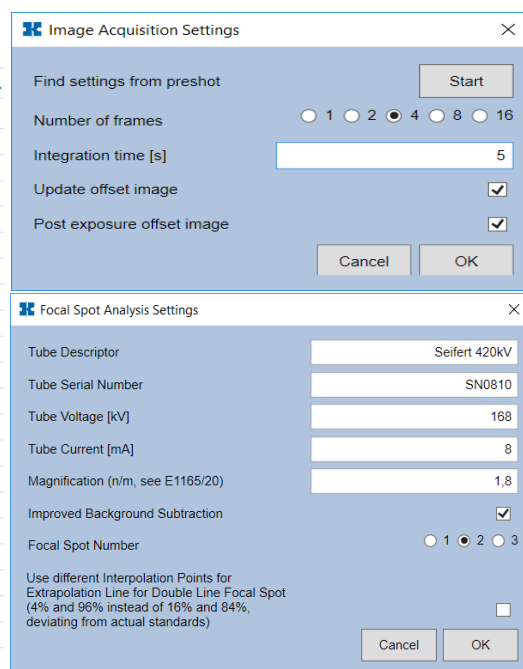 Image Acquisition Settings
Find settings from preshot Start
Number of frames 1 2 4 8 16
Integration time [s] 5
Update offset image
Post exposure offset image
Cancel OK
Focal Spot Analysis Settings
Tube Descriptor Seifert 420kV
Tube Serial Number SN0810
Tube Voltage [kV] 168
Tube Current [mA] 8
Magnification (n/m, see E1165/20) 1,8
Improved Background Subtraction
Focal Spot Number 1 2 3
Use different Interpolation Points for
Extrapolation Line for Double Line Focal Spot
(4% and 96% instead of 16% and 84%,
deviating from actual standards)
Cancel OK